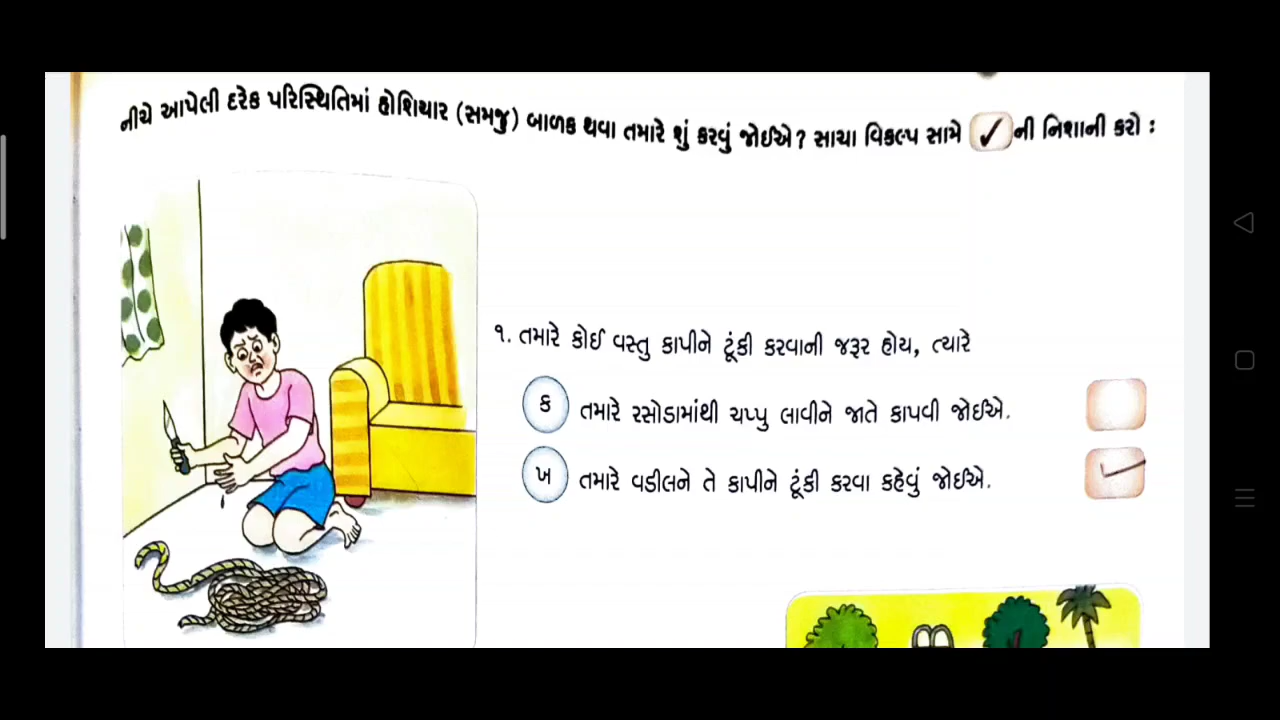 નીચે આપેલી દરેક પરિસ્થિતિમાં હોશિયાર (સમજુ) બાળક થવા તમારે શું કરવું જોઈએ? સાચા વિકલ્પ સામે ✓ ની નિશાની કરો :
૧. તમારે કોઈ વસ્તુ કાપીને ટૂંકી કરવાની જરૂર હોય, ત્યારે
ક તમારે રસોડામાંથી ચપ્પુ લાવીને જાતે કાપવી જોઈએ.
ખ તમારે વડીલને તે કાપીને ટૂંકી કરવા કહેવું જોઈએ.